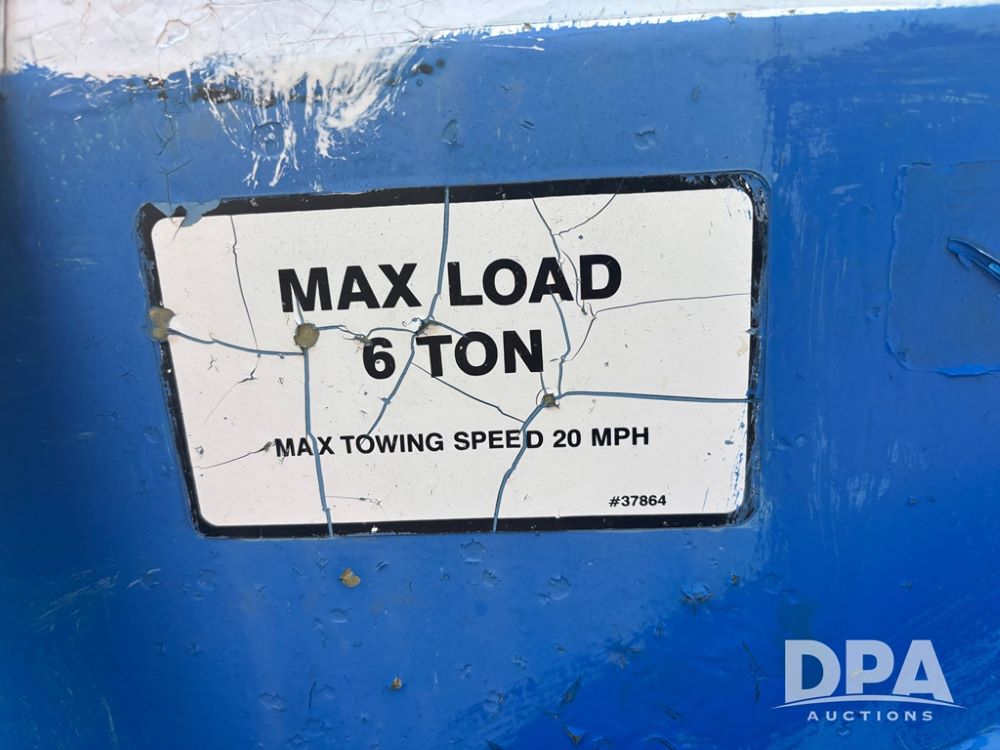 MAX LOAD
6 TON
MAX TOWING SPEED 20 MPH
#37864
DPA
AUCTIONS